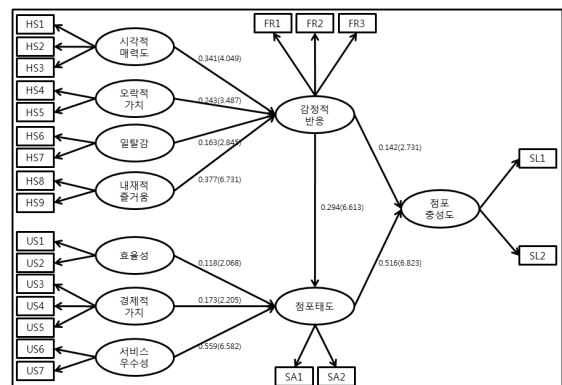 HS1
HS2
HS3
HS4
HS5
HS6
HS7
HS8
HS9
시각적
매력도
오락적
가치
일탈감
내재적
즐거움
US1
US2
US3
US4
US5
US6
US7
효율성
경제적
가치
서비스
우수성
0.341(4.049)
0.243(3.487)
0.163(2.845)
0.377(6.731)
0.118(2.068)
0.173(2.205)
0.559(6.582)
FR1
FR2
FR3
감정적
반응
0.294(6.613)
점포태도
SA1
SA2
0.142(2.731)
0.516(6.823)
점포
충성도
SL1
SL2